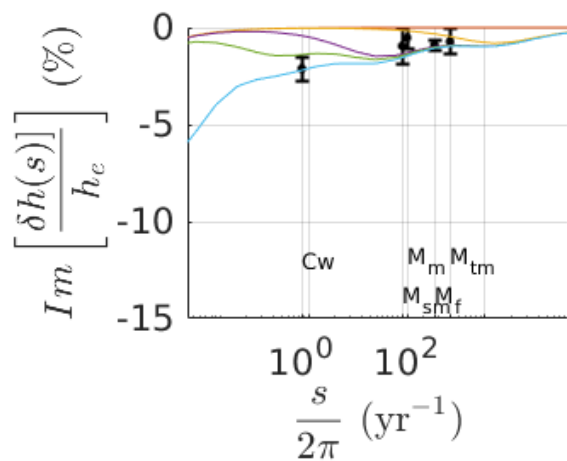 Im [δh(s)]/h_e] (%)
0
-5
-10
-15
Cw
M_m M_tm
M_sm M_f
10^0 10^2
s/2π (yr^-1)